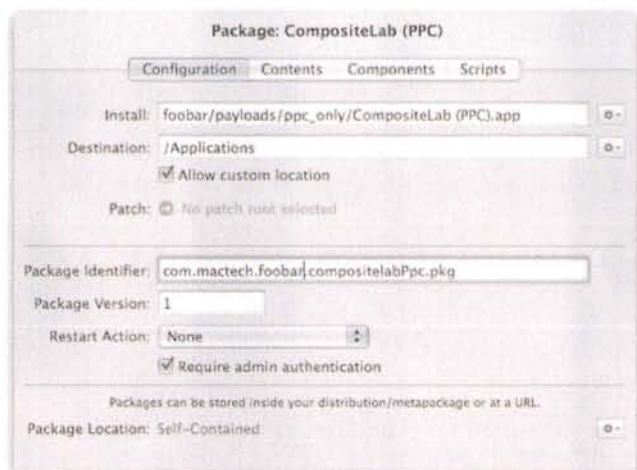 Package: CompositeLab (PPC)
Configuration Contents Components Scripts
Install: foobar/payloads/ppc_only/CompositeLab (PPC).app
Destination: /Applications
Allow custom location
Patch: No patch root selected
Package Identifier: com.mactech.foobar.compositelabPpc.pkg
Package Version: 1
Restart Action: None
Require admin authentication
Packages can be stored inside your distribution/metapackage or at a URL.
Package Location: Self-Contained